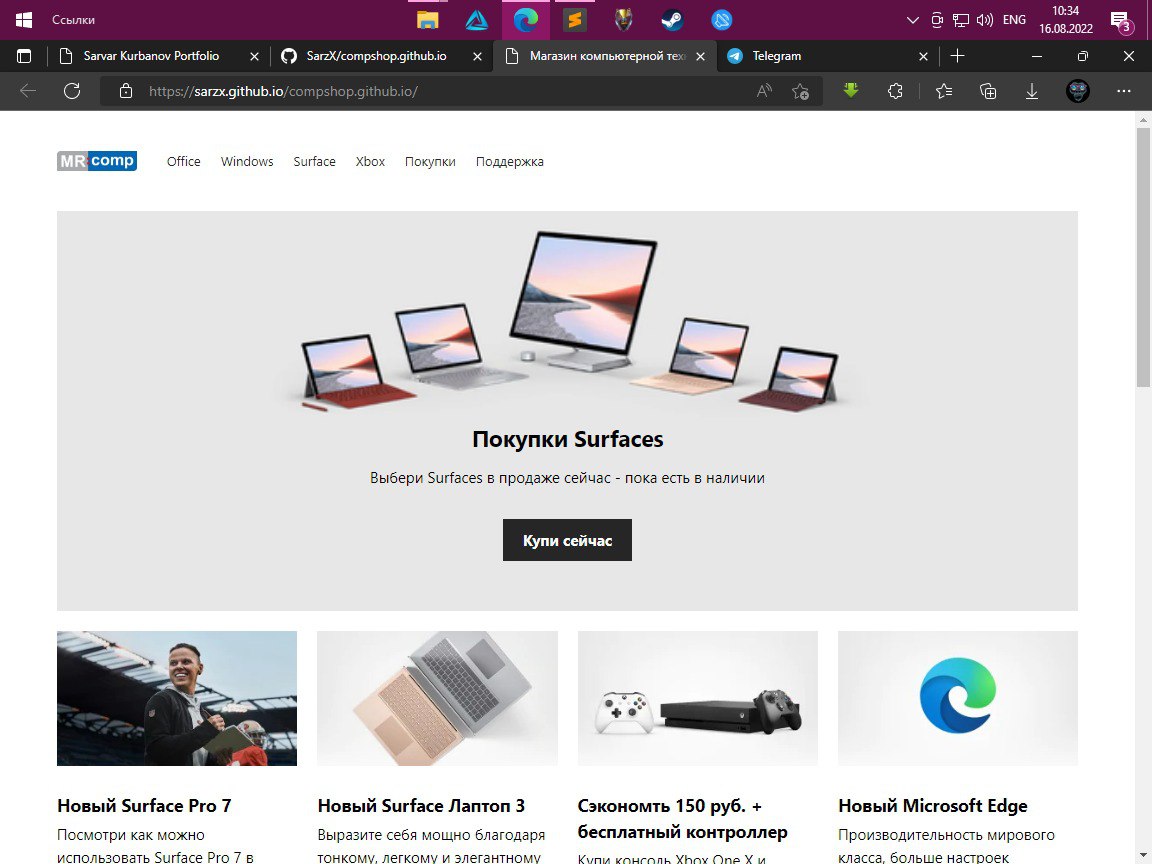 Ссылки
ENG
10:34
16.08.2022
3
Sarvar Kurbanov Portfolio
SarzX/compshop.github.io
Магазин компьютерной тех
Telegram
https://sarzx.github.io/compshop.github.io/
MR comp
Office
Windows
Surface
Xbox
Покупки
Поддержка
Покупки Surfaces
Выбери Surfaces в продаже сейчас - пока есть в наличии
Купи сейчас
Новый Surface Pro 7
Посмотри как можно
использовать Surface Pro 7 в
Новый Surface Лаптоп 3
Выразите себя мощно благодаря
тонкому, легкому и элегантному
Сэкономть 150 руб. +
бесплатный контроллер
Купи консоль Xbox One X и
Новый Microsoft Edge
Производительность мирового
класса, больше настроек